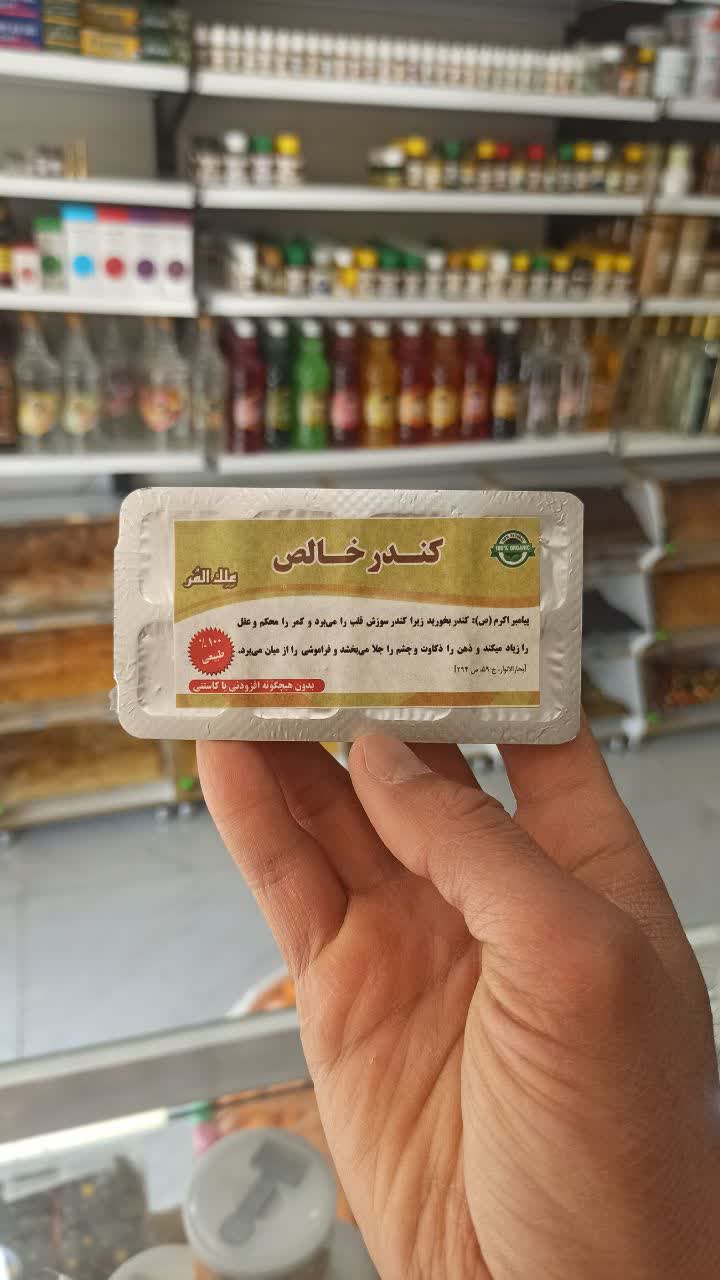 کندر خالص
100% ORGANIC
علک المُر
پیامبر اکرم (ص): کندر بخورید زیرا کندر سوزش قلب را می‌برد و کمر را محکم و عقل
را زیاد میکند و ذهن را ذکاوت و چشم را جلا می‌بخشد و فراموشی را از میان می‌برد.
[بحارالانوار، ج ۵۹، ص ۲۹۴]
٪۱۰۰
طبیعی
بدون هیچگونه افزودنی یا کاستنی